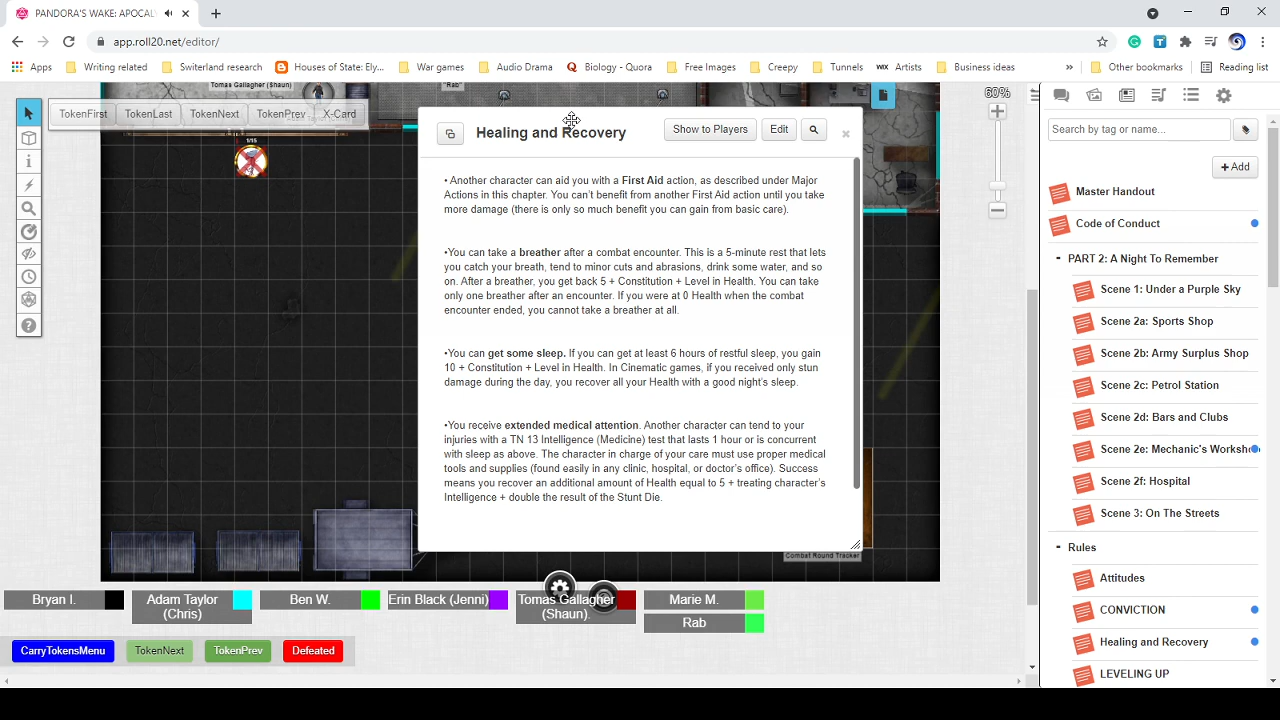 PANDORA'S WAKE: APOCAL
app.roll20.net/editor/
Apps
Writing related
Switerland research
Houses of State: Ely...
War games
Audio Drama
Biology - Quora
Free Images
Creepy
Tunnels
WIX Artists
Business ideas
»
Other bookmarks
Reading list
Tomas Gallagher (Shaun)
"Rab"
60%
TokenFirst
TokenLast
TokenNext
TokenPrev
X-Card
1/15
Healing and Recovery
Show to Players
Edit
• Another character can aid you with a First Aid action, as described under Major
Actions in this chapter. You can't benefit from another First Aid action until you take
more damage (there is only so much benefit you can gain from basic care).
•You can take a breather after a combat encounter. This is a 5-minute rest that lets
you catch your breath, tend to minor cuts and abrasions, drink some water, and so
on. After a breather, you get back 5 + Constitution + Level in Health. You can take
only one breather after an encounter. If you were at 0 Health when the combat
encounter ended, you cannot take a breather at all.
•You can get some sleep. If you can get at least 6 hours of restful sleep, you gain
10 + Constitution + Level in Health. In Cinematic games, if you received only stun
damage during the day, you recover all your Health with a good night's sleep.
•You receive extended medical attention. Another character can tend to your
injuries with a TN 13 Intelligence (Medicine) test that lasts 1 hour or is concurrent
with sleep as above. The character in charge of your care must use proper medical
tools and supplies (found easily in any clinic, hospital, or doctor's office). Success
means you recover an additional amount of Health equal to 5 + treating character's
Intelligence + double the result of the Stunt Die.
Combat Round Tracker
Bryan I.
Adam Taylor
(Chris)
Ben W.
Erin Black (Jenni)
Tomas Gallagher
(Shaun).
Marie M.
Rab
CarryTokensMenu
TokenNext
TokenPrev
Defeated
Search by tag or name...
+ Add
Master Handout
Code of Conduct
PART 2: A Night To Remember
Scene 1: Under a Purple Sky
Scene 2a: Sports Shop
Scene 2b: Army Surplus Shop
Scene 2c: Petrol Station
Scene 2d: Bars and Clubs
Scene 2e: Mechanic's Worksho
Scene 2f: Hospital
Scene 3: On The Streets
Rules
Attitudes
CONVICTION
Healing and Recovery
LEVELING UP